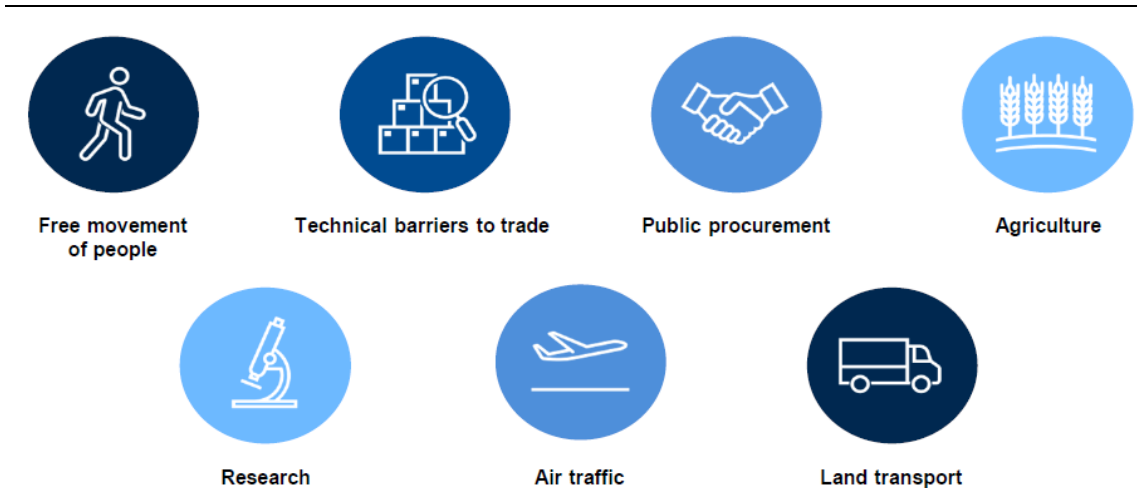 Free movement
of people
Technical barriers to trade
Public procurement
Agriculture
Research
Air traffic
Land transport